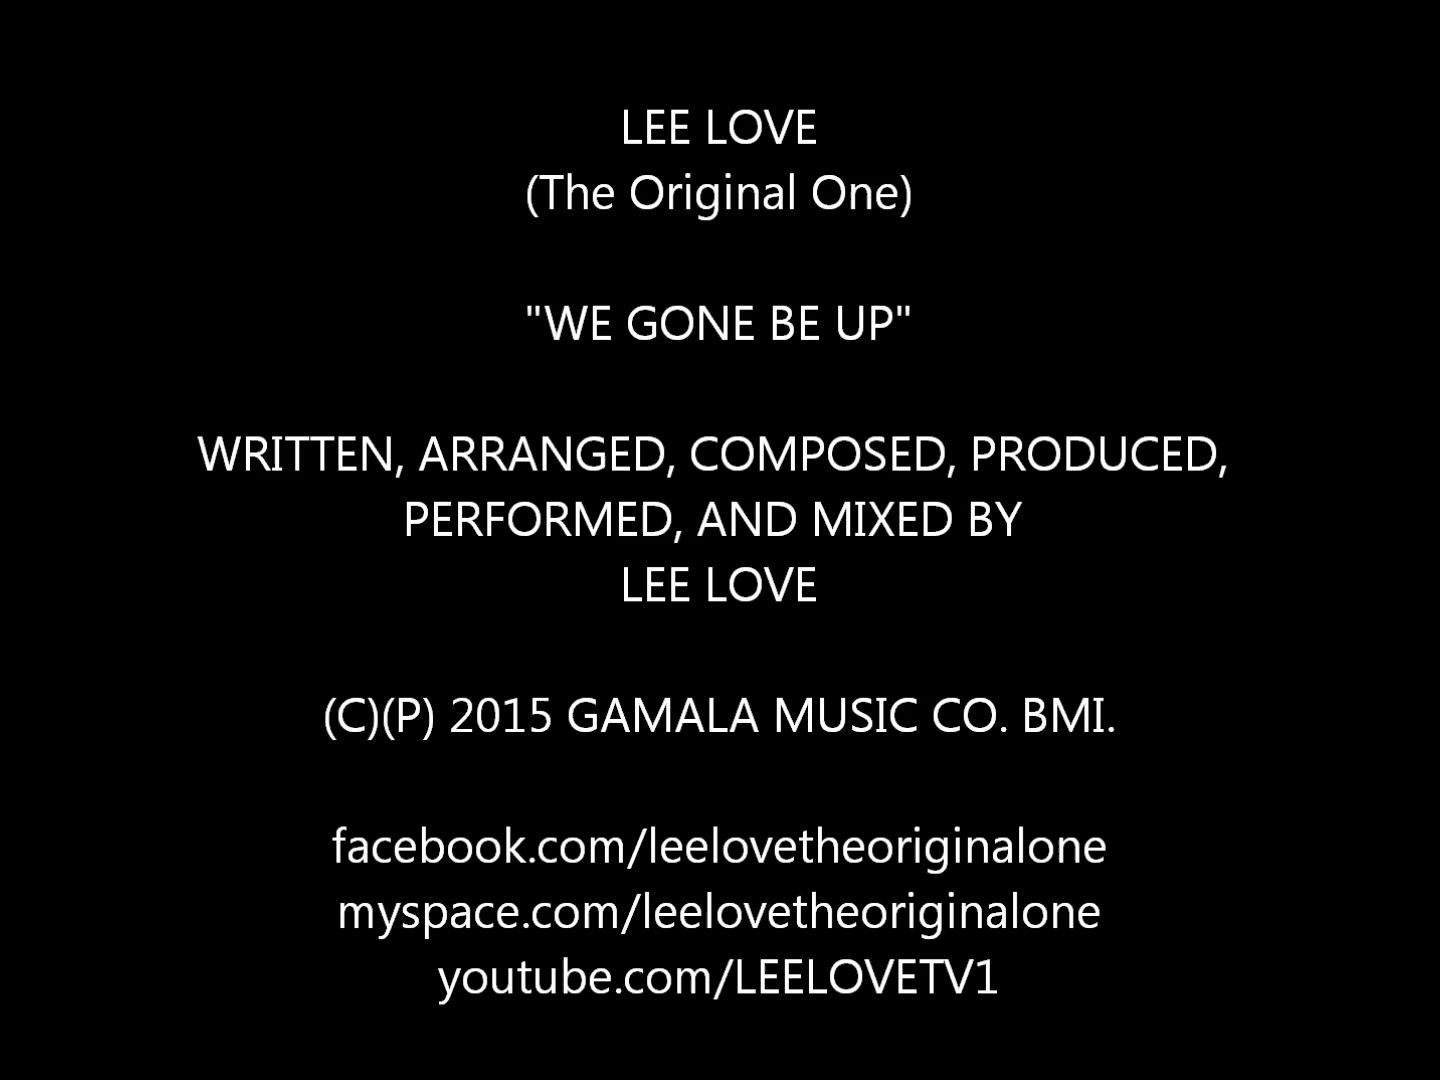 LEE LOVE
(The Original One)
"WE GONE BE UP"
WRITTEN, ARRANGED, COMPOSED, PRODUCED,
PERFORMED, AND MIXED BY
LEE LOVE
(C)(P) 2015 GAMALA MUSIC CO. BMI.
facebook.com/leelovetheoriginalone
myspace.com/leelovetheoriginalone
youtube.com/LEELOVETV1